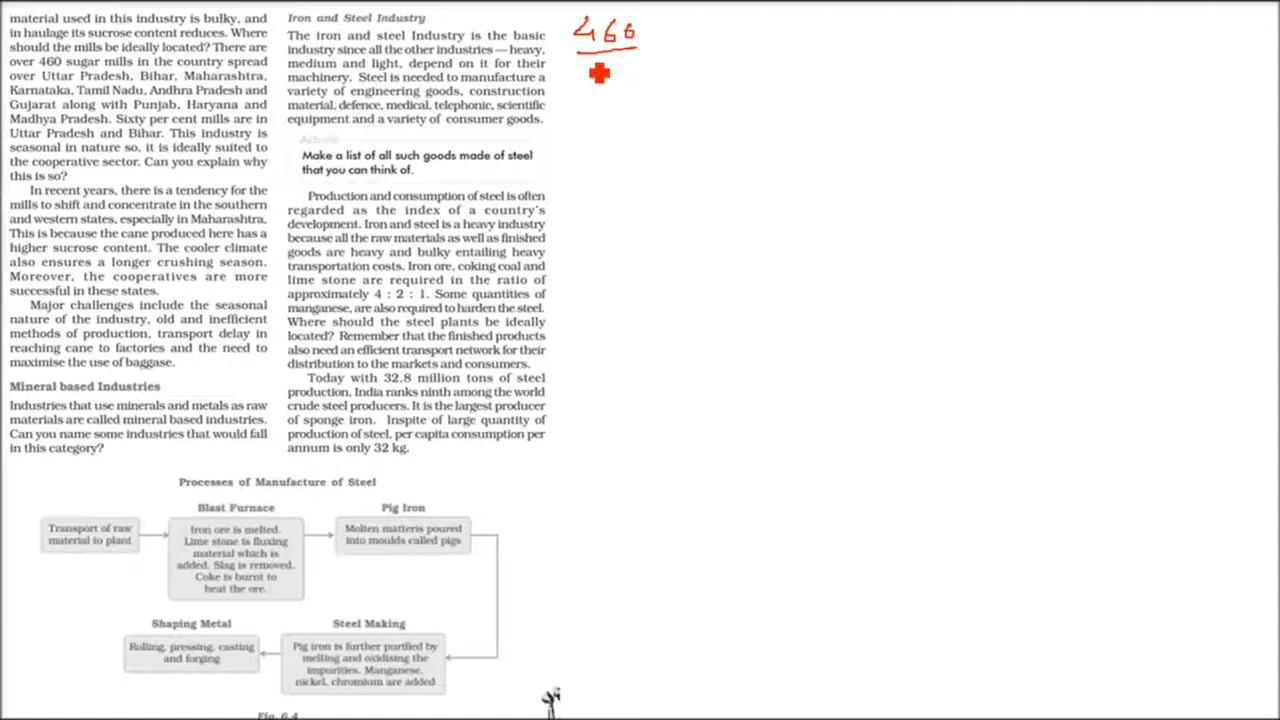 material used in this industry is bulky, and
in haulage its sucrose content reduces. Where
should the mills be ideally located? There are
over 460 sugar mills in the country spread
over Uttar Pradesh, Bihar, Maharashtra,
Karnataka, Tamil Nadu, Andhra Pradesh and
Gujarat along with Punjab, Haryana and
Madhya Pradesh. Sixty per cent mills are in
Uttar Pradesh and Bihar. This industry is
seasonal in nature so, it is ideally suited to
the cooperative sector. Can you explain why
this is so?
In recent years, there is a tendency for the
mills to shift and concentrate in the southern
and western states, especially in Maharashtra,
This is because the cane produced here has a
higher sucrose content. The cooler climate
also ensures a longer crushing season.
Moreover, the cooperatives are more
successful in these states.
Major challenges include the seasonal
nature of the industry, old and inefficient
methods of production, transport delay in
reaching cane to factories and the need to
maximise the use of baggase.
Mineral based Industries
Industries that use minerals and metals as raw
materials are called mineral based industries.
Can you name some industries that would fall
in this category?
Iron and Steel Industry
The iron and steel Industry is the basic
industry since all the other industries — heavy,
medium and light, depend on it for their
machinery. Steel is needed to manufacture a
variety of engineering goods, construction
material, defence, medical, telephonic, scientific
equipment and a variety of consumer goods.
Activity
Make a list of all such goods made of steel
that you can think of.
Production and consumption of steel is often
regarded as the index of a country's
development. Iron and steel is a heavy industry
because all the raw materials as well as finished
goods are heavy and bulky entailing heavy
transportation costs. Iron ore, coking coal and
lime stone are required in the ratio of
approximately 4 : 2 : 1. Some quantities of
manganese, are also required to harden the steel.
Where should the steel plants be ideally
located? Remember that the finished products
also need an efficient transport network for their
distribution to the markets and consumers.
Today with 32.8 million tons of steel
production, India ranks ninth among the world
crude steel producers. It is the largest producer
of sponge iron. Inspite of large quantity of
production of steel, per capita consumption per
annum is only 32 kg.
460
Processes of Manufacture of Steel
Blast Furnace
Pig Iron
Transport of raw
material to plant
Iron ore is melted.
Lime stone is fluxing
material which is
added. Slag is removed.
Coke is burnt to
heat the ore.
Molten matteris poured
into moulds called pigs
Shaping Metal
Steel Making
Rolling, pressing, casting
and forging
Pig iron is further purified by
melting and oxidising the
impurities. Manganese,
nickel, chromium are added
Fig. 6.4